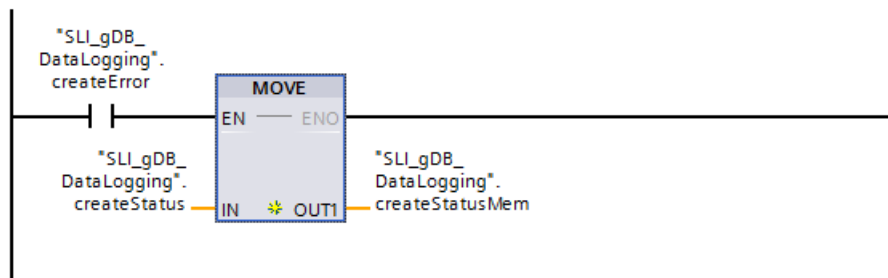 "SLI_gDB_
DataLogging".
createError
MOVE
EN
ENO
"SLI_gDB_
DataLogging".
createStatus
IN
OUT1
"SLI_gDB_
DataLogging".
createStatusMem